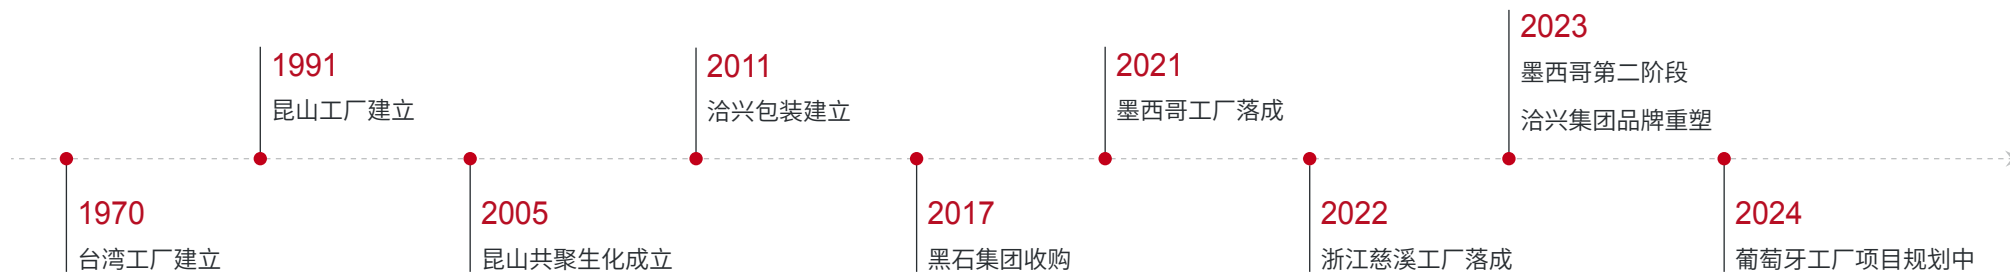 1970
台湾工厂建立
1991
昆山工厂建立
2005
昆山共聚生化成立
2011
洽兴包装建立
2017
黑石集团收购
2021
墨西哥工厂落成
2022
浙江慈溪工厂落成
2023
墨西哥第二阶段
洽兴集团品牌重塑
2024
葡萄牙工厂项目规划中